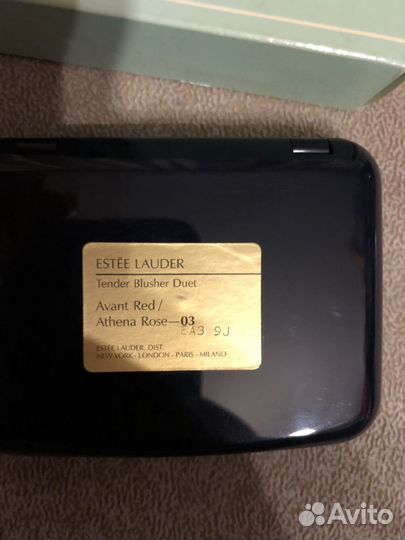 ESTĒE LAUDER
Tender Blusher Duet
Avant Red /
Athena Rose—03
EA3 9J
ESTĒE LAUDER, DIST.
NEW YORK - LONDON - PARIS - MILANO
Avito